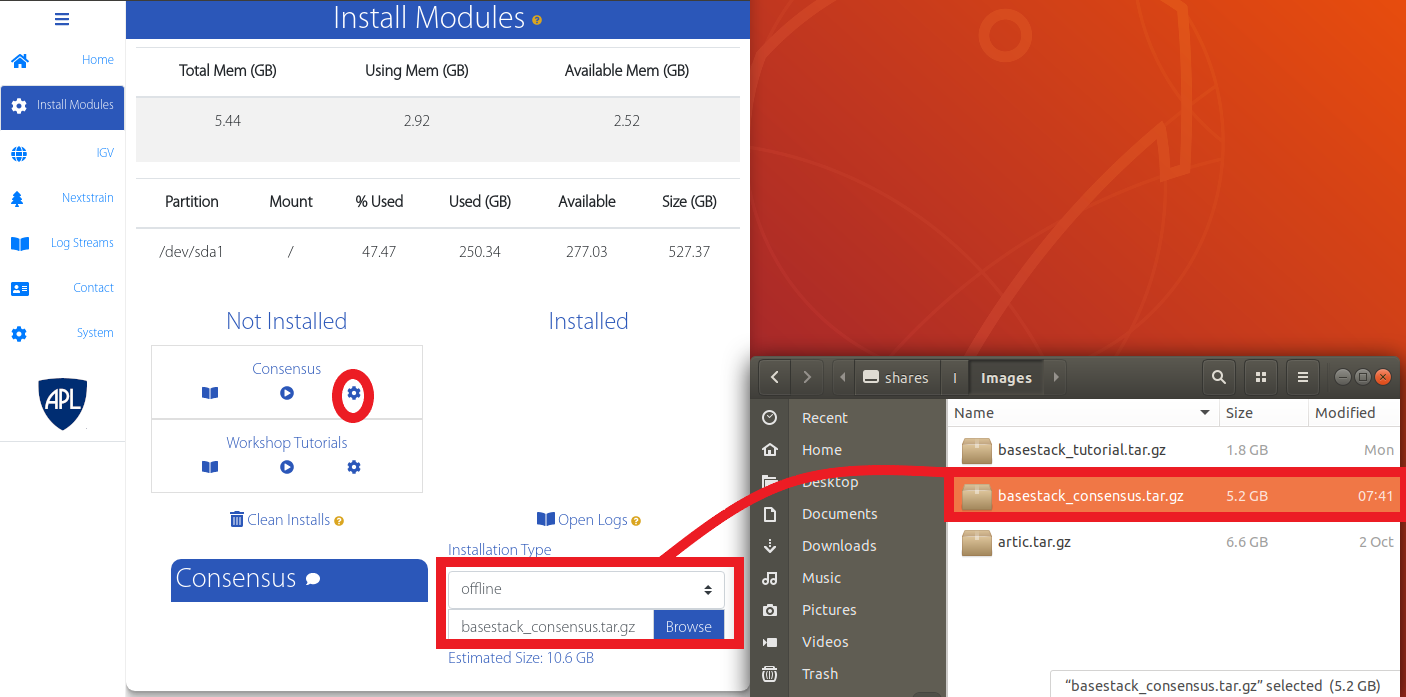 Install Modules ?
Home
Install Modules
IGV
Nextstrain
Log Streams
Contact
System
APL
Total Mem (GB) Using Mem (GB) Available Mem (GB)
5.44 2.92 2.52
Partition Mount % Used Used (GB) Available Size (GB)
/dev/sda1 / 47.47 250.34 277.03 527.37
Not Installed Installed
Consensus
Workshop Tutorials
Clean Installs ? Open Logs ?
Installation Type
Consensus
offline
basestack_consensus.tar.gz Browse
Estimated Size: 10.6 GB
shares I Images
Recent
Home
Desktop
Documents
Downloads
Music
Pictures
Videos
Trash
Name Size Modified
basestack_tutorial.tar.gz 1.8 GB Mon
basestack_consensus.tar.gz 5.2 GB 07:41
artic.tar.gz 6.6 GB 2 Oct
“basestack_consensus.tar.gz” selected (5.2 GB)